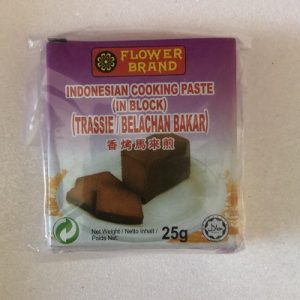 FLOWER
BRAND
INDONESIAN COOKING PASTE
(IN BLOCK)
(TRASSIE / BELACHAN BAKAR)
香烤馬來煎
Net.Weight / Netto Inhalt /
Poids Net.
25g